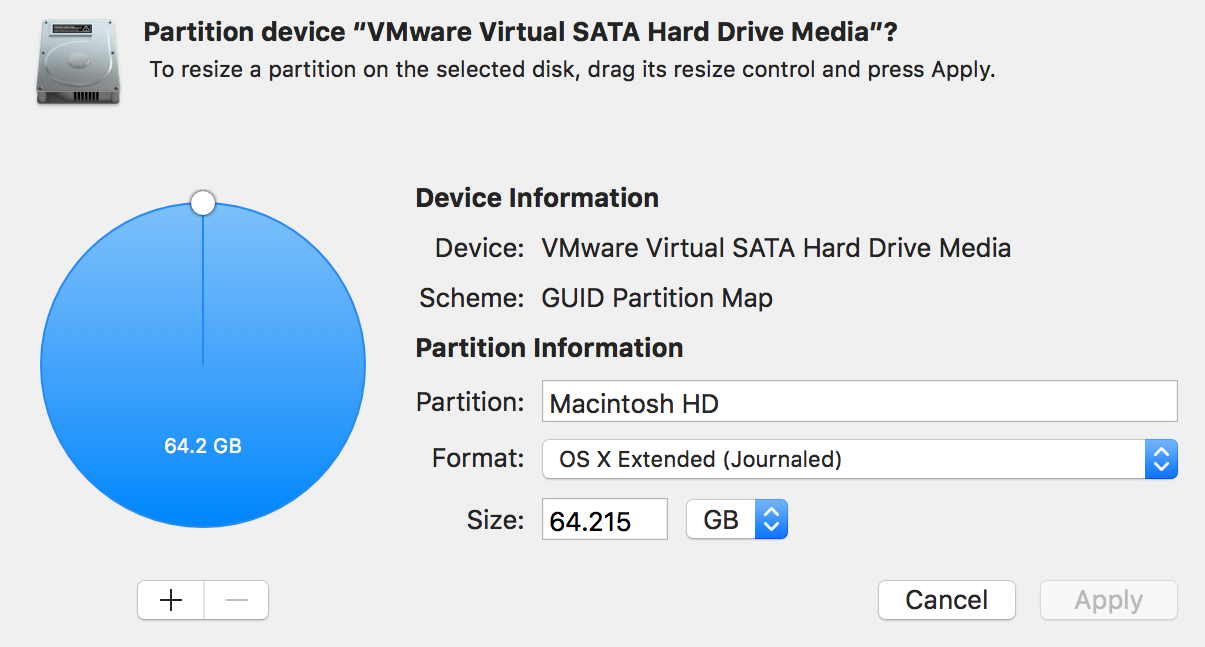 Partition device “VMware Virtual SATA Hard Drive Media”?
To resize a partition on the selected disk, drag its resize control and press Apply.
64.2 GB
Device Information
Device: VMware Virtual SATA Hard Drive Media
Scheme: GUID Partition Map
Partition Information
Partition: Macintosh HD
Format: OS X Extended (Journaled)
Size: 64.215 GB
Cancel Apply